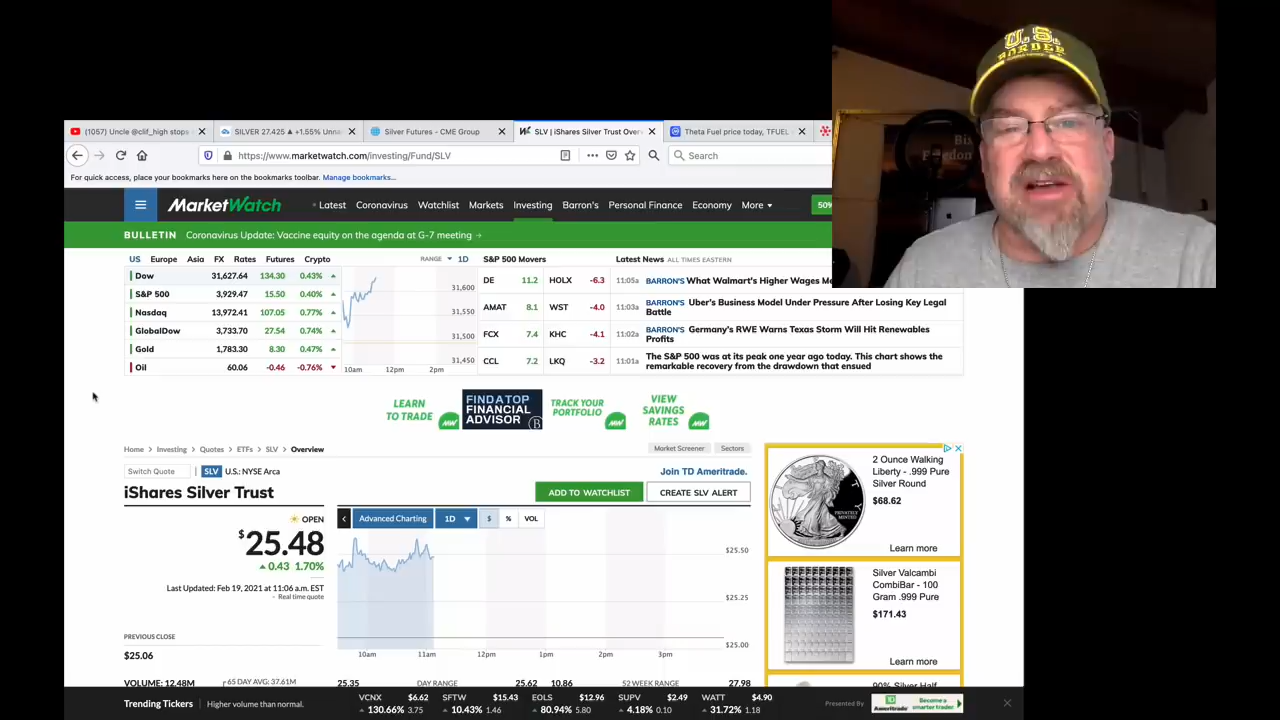 U.S.
BORDER
(1057) Uncle @clif_high stops
SILVER 27.425 ▲ +1.55% Unna
Silver Futures - CME Group
SLV | iShares Silver Trust Over
Theta Fuel price today, TFUEL
https://www.marketwatch.com/investing/Fund/SLV
Search
For quick access, place your bookmarks here on the bookmarks toolbar. Manage bookmarks...
MarketWatch
Latest Coronavirus Watchlist Markets Investing Barron's Personal Finance Economy More
50%
BULLETIN Coronavirus Update: Vaccine equity on the agenda at G-7 meeting →
US Europe Asia FX Rates Futures Crypto
RANGE 1D
S&P 500 Movers
Latest News ALL TIMES EASTERN
Dow 31,627.64 134.30 0.43%
S&P 500 3,929.47 15.50 0.40%
Nasdaq 13,972.41 107.05 0.77%
GlobalDow 3,733.70 27.54 0.74%
Gold 1,783.30 8.30 0.47%
Oil 60.06 -0.46 -0.76%
31,600
31,550
31,500
31,450
10am 12pm 2pm
DE 11.2 HOLX -6.3
AMAT 8.1 WST -4.0
FCX 7.4 KHC -4.1
CCL 7.2 LKQ -3.2
11:05a BARRON'S What Walmart's Higher Wages Me
11:03a BARRON'S Uber's Business Model Under Pressure After Losing Key Legal
Battle
11:02a BARRON'S Germany's RWE Warns Texas Storm Will Hit Renewables
Profits
11:01a The S&P 500 was at its peak one year ago today. This chart shows the
remarkable recovery from the drawdown that ensued
LEARN
TO TRADE
FIND A TOP
FINANCIAL
ADVISOR
TRACK YOUR
PORTFOLIO
VIEW
SAVINGS
RATES
Home > Investing > Quotes > ETFs > SLV > Overview
Market Screener Sectors
Switch Quote SLV U.S.: NYSE Arca
Join TD Ameritrade.
iShares Silver Trust
ADD TO WATCHLIST
CREATE SLV ALERT
OPEN
$25.48
0.43 1.70%
Last Updated: Feb 19, 2021 at 11:06 a.m. EST
Real time quote
PREVIOUS CLOSE
$25.06
Advanced Charting 1D $ % VOL
$25.50
$25.25
$25.00
10am 11am 12pm 1pm 2pm 3pm
VOLUME: 12.48M 65 DAY AVG: 37.61M
25.35 DAY RANGE 25.62
10.86 52 WEEK RANGE 27.98
2 Ounce Walking
Liberty - .999 Pure
Silver Round
$68.62
Learn more
PRIVATELY
MINTED
Silver Valcambi
CombiBar - 100
Gram .999 Pure
$171.43
Learn more
90% Silver Half
Trending Tickers Higher volume than normal.
VCNX $6.62
130.66% 3.75
SFTW $15.43
10.43% 1.46
EOLS $12.96
80.94% 5.80
SUPV $2.49
4.18% 0.10
WATT $4.90
31.72% 1.18
Presented By
Ameritrade
Become a
smarter trader.